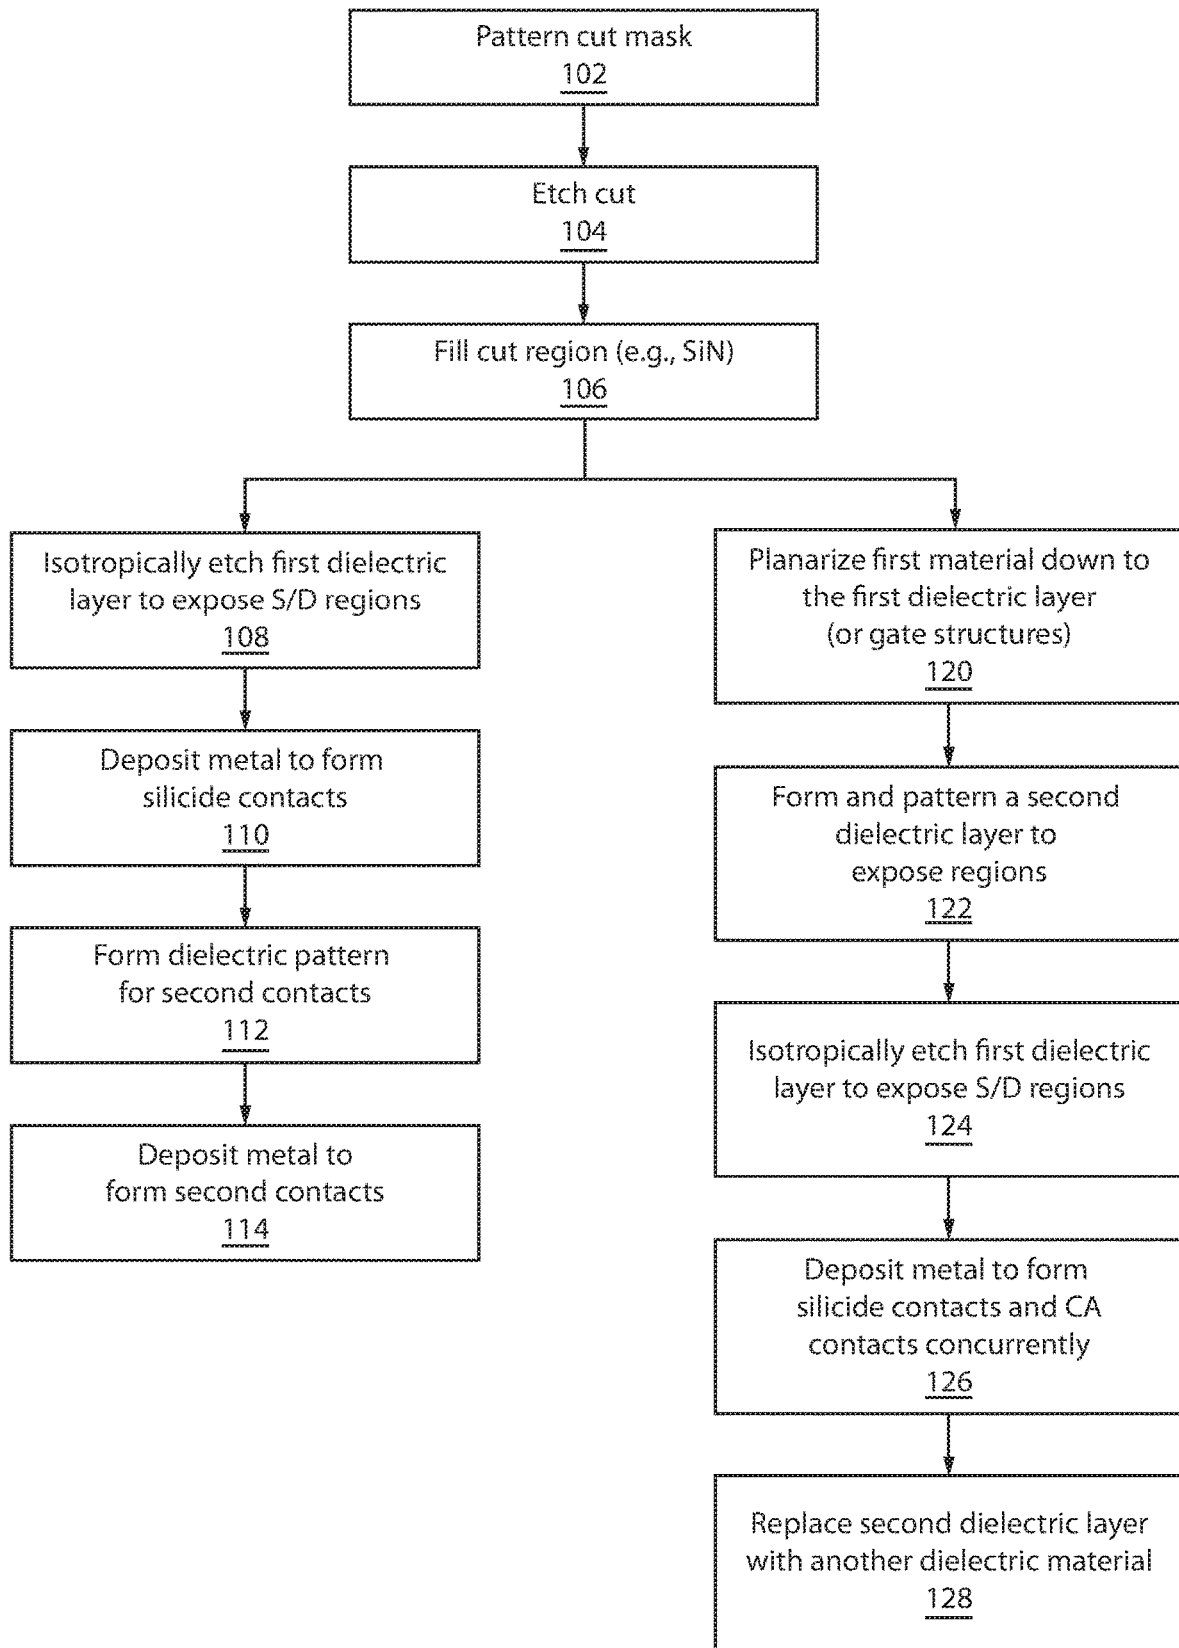 Pattern cut mask
102
Etch cut
104
Fill cut region (e.g., SiN)
106
Isotropically etch first dielectric
layer to expose S/D regions
108
Deposit metal to form
silicide contacts
110
Form dielectric pattern
for second contacts
112
Deposit metal to
form second contacts
114
Planarize first material down to
the first dielectric layer
(or gate structures)
120
Form and pattern a second
dielectric layer to
expose regions
122
Isotropically etch first dielectric
layer to expose S/D regions
124
Deposit metal to form
silicide contacts and CA
contacts concurrently
126
Replace second dielectric layer
with another dielectric material
128